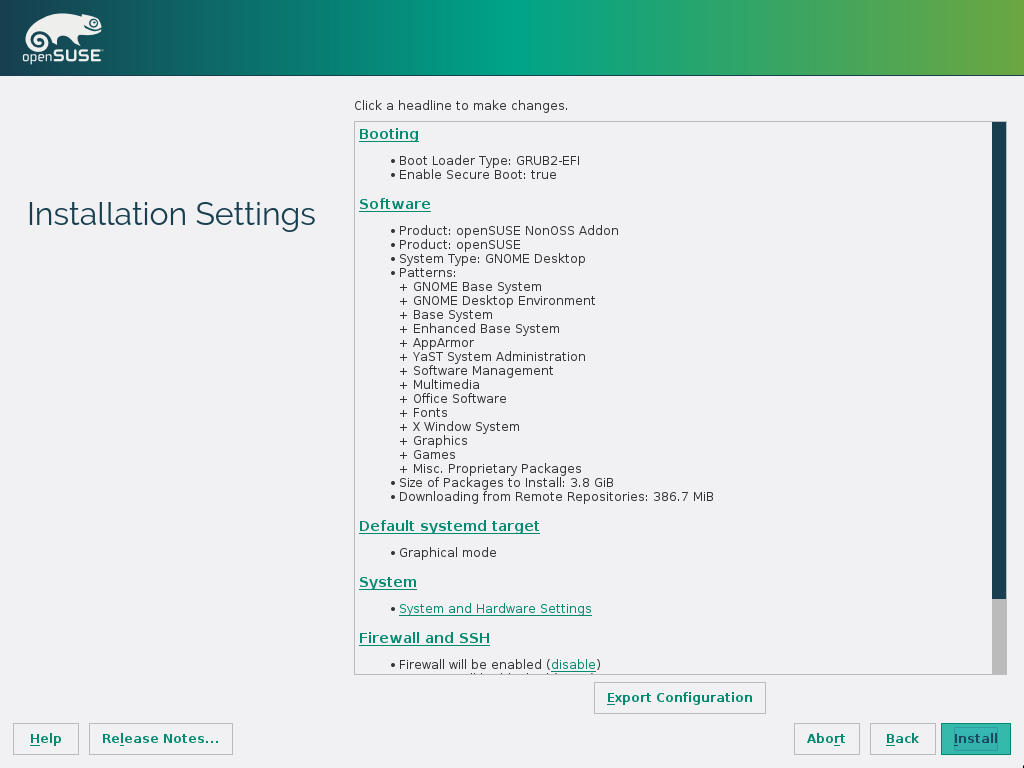 openSUSE
Click a headline to make changes.
Installation Settings
Booting
• Boot Loader Type: GRUB2-EFI
• Enable Secure Boot: true
Software
• Product: openSUSE NonOSS Addon
• Product: openSUSE
• System Type: GNOME Desktop
• Patterns:
+ GNOME Base System
+ GNOME Desktop Environment
+ Base System
+ Enhanced Base System
+ AppArmor
+ YaST System Administration
+ Software Management
+ Multimedia
+ Office Software
+ Fonts
+ X Window System
+ Graphics
+ Games
+ Misc. Proprietary Packages
• Size of Packages to Install: 3.8 GiB
• Downloading from Remote Repositories: 386.7 MiB
Default systemd target
• Graphical mode
System
• System and Hardware Settings
Firewall and SSH
• Firewall will be enabled (disable)
Export Configuration
Help
Release Notes...
Abort
Back
Install